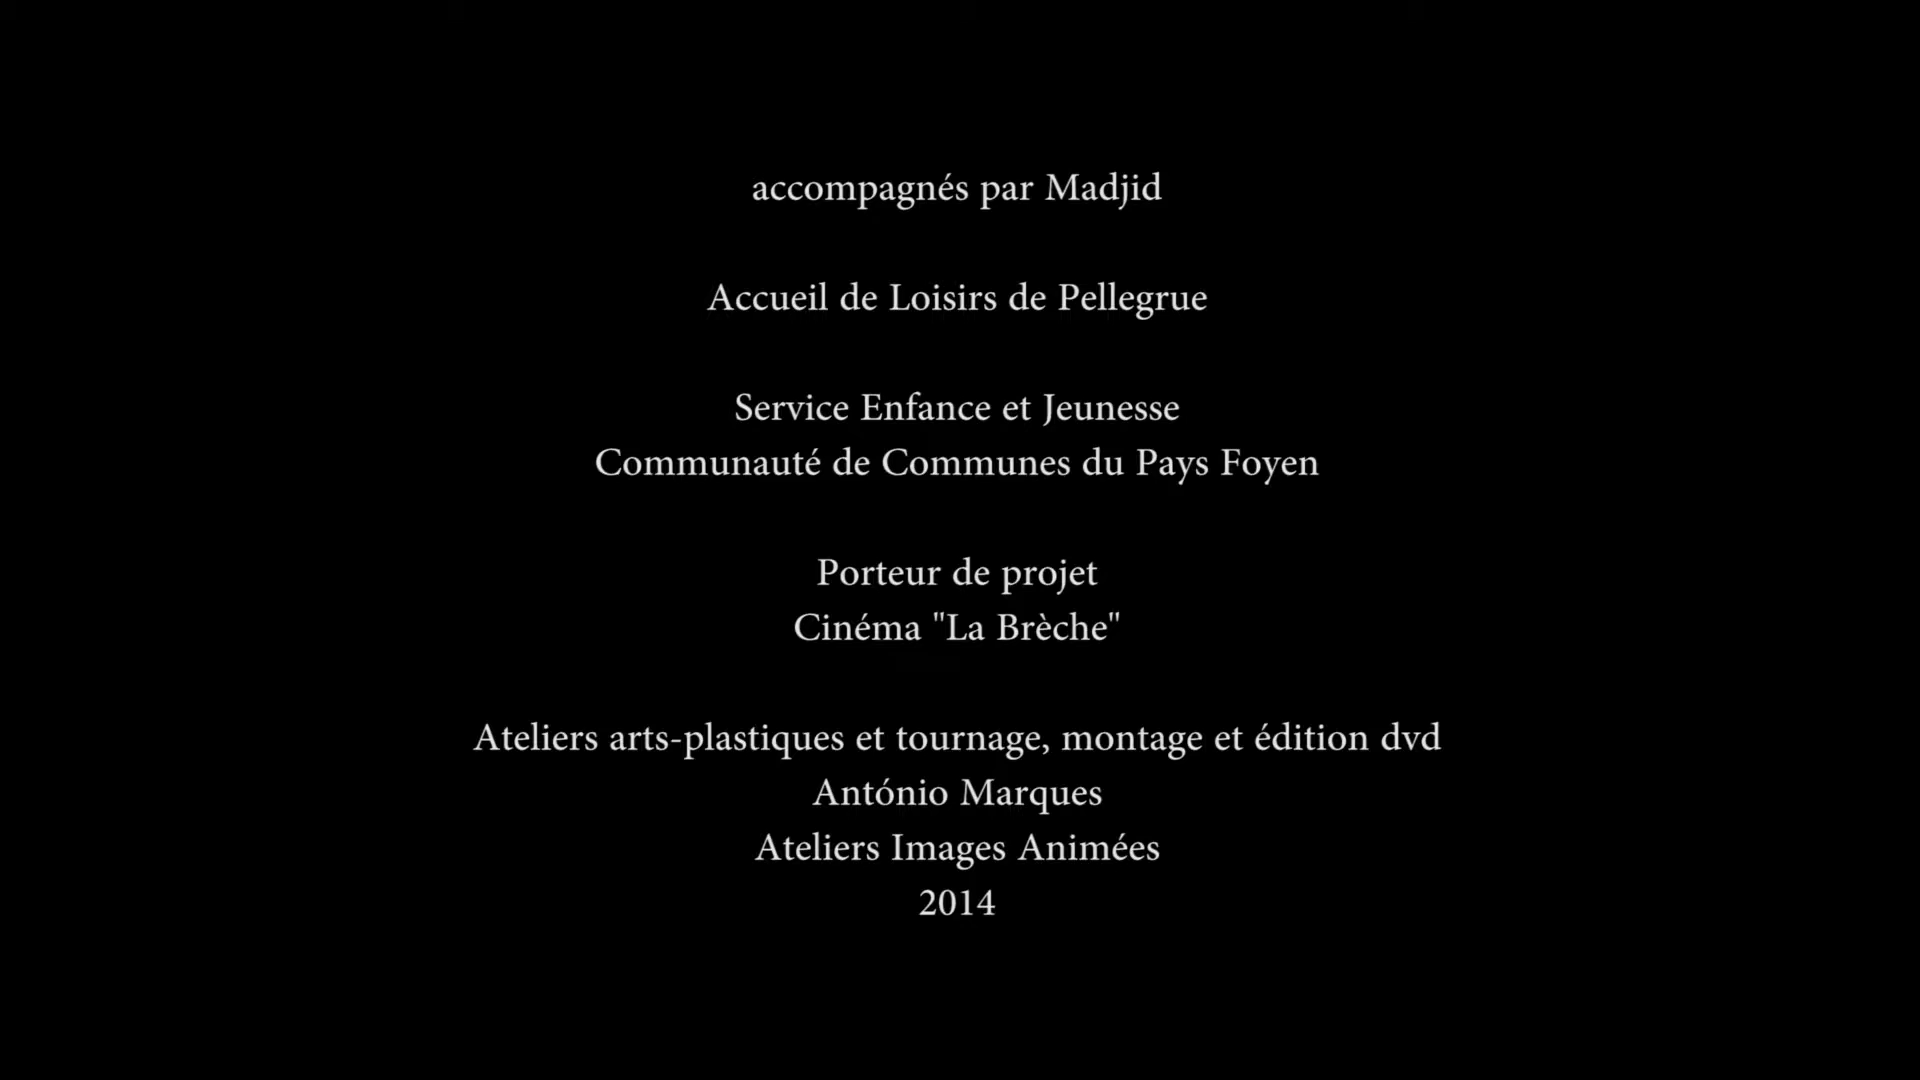 accompagnés par Madjid
Accueil de Loisirs de Pellegrue
Service Enfance et Jeunesse
Communauté de Communes du Pays Foyen
Porteur de projet
Cinéma "La Brèche"
Ateliers arts-plastiques et tournage, montage et édition dvd
António Marques
Ateliers Images Animées
2014